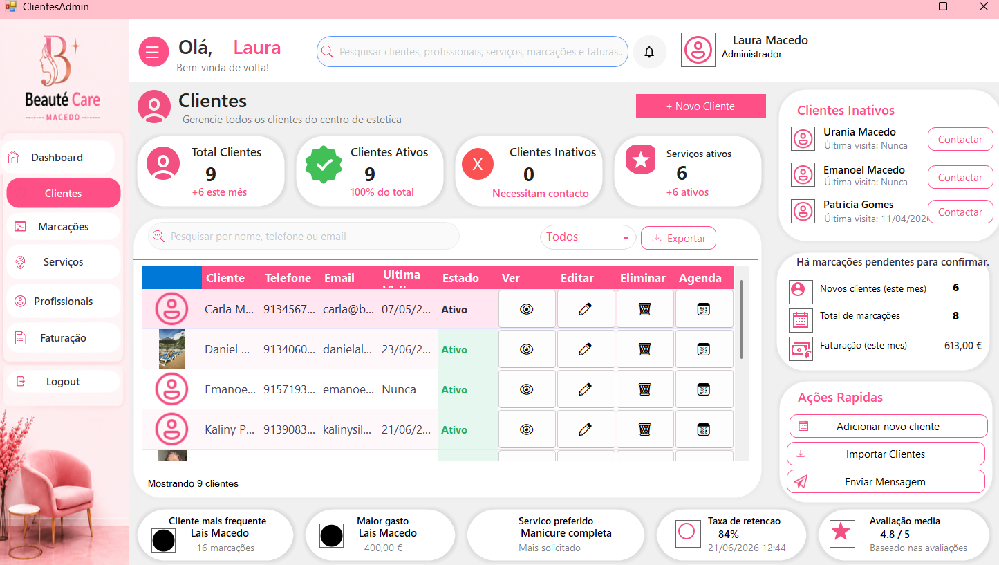 ClientesAdmin
B
Beauté Care
MACEDO
Dashboard
Clientes
Marcações
Serviços
Profissionais
Faturação
Logout
Olá, Laura
Bem-vinda de volta!
Pesquisar clientes, profissionais, serviços, marcações e faturas..
Laura Macedo
Administrador
Clientes
Gerencie todos os clientes do centro de estetica
+ Novo Cliente
Total Clientes
9
+6 este mês
Clientes Ativos
9
100% do total
X
Clientes Inativos
0
Necessitam contacto
Serviços ativos
6
+6 ativos
Pesquisar por nome, telefone ou email
Todos
Exportar
Cliente Telefone Email Ultima Estado Ver Editar Eliminar Agenda
Carla M... 9134567... carla@b... 07/05/2... Ativo
Daniel ... 9134060... danielal... 23/06/2... Ativo
Emanoe... 9157193... emanoe... Nunca Ativo
Kaliny P... 9139083... kalinysil... 21/06/2... Ativo
Mostrando 9 clientes
Clientes Inativos
Urania Macedo
Última visita: Nunca
Contactar
Emanoel Macedo
Última visita: Nunca
Contactar
Patrícia Gomes
Última visita: 11/04/2026
Contactar
Há marcações pendentes para confirmar.
Novos clientes (este mes) 6
Total de marcações 8
Faturação (este mes) 613,00 €
Ações Rapidas
Adicionar novo cliente
Importar Clientes
Enviar Mensagem
Cliente mais frequente
Lais Macedo
16 marcações
Maior gasto
Lais Macedo
400,00 €
Servico preferido
Manicure completa
Mais solicitado
Taxa de retencao
84%
21/06/2026 12:44
Avaliação media
4.8 / 5
Baseado nas avaliações